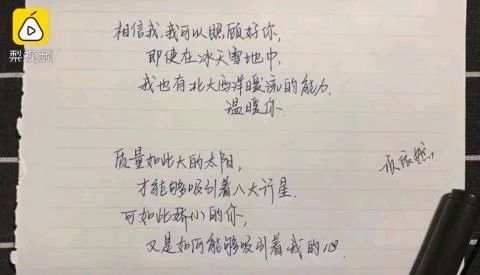 梨视频
相信我,我可以照顾好你,
即使在冰天雪地中,
我也有北大西洋暖流的能力
温暖你
质量如此大的太阳,
才能够吸引着八大行星
可如此娇小的你,
又是如何能够吸引着我的心